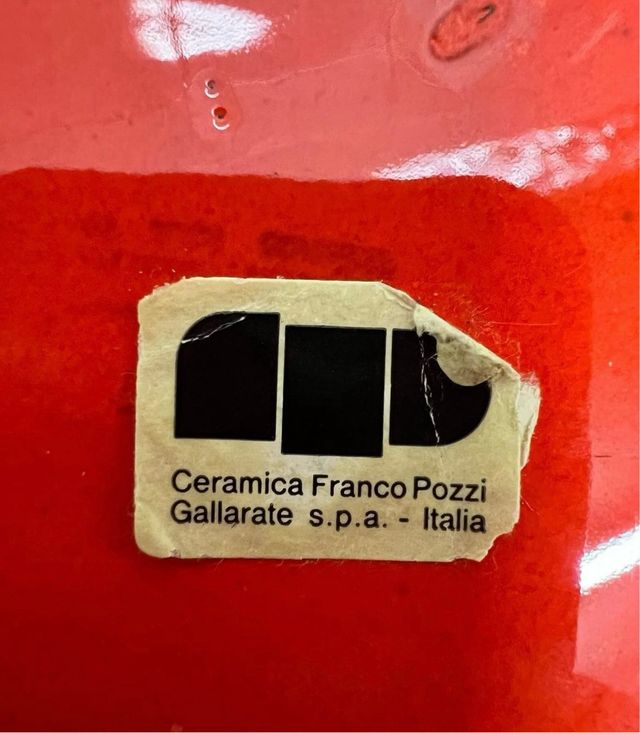 Ceramica Franco Pozzi
Gallarate s.p.a. - Italia